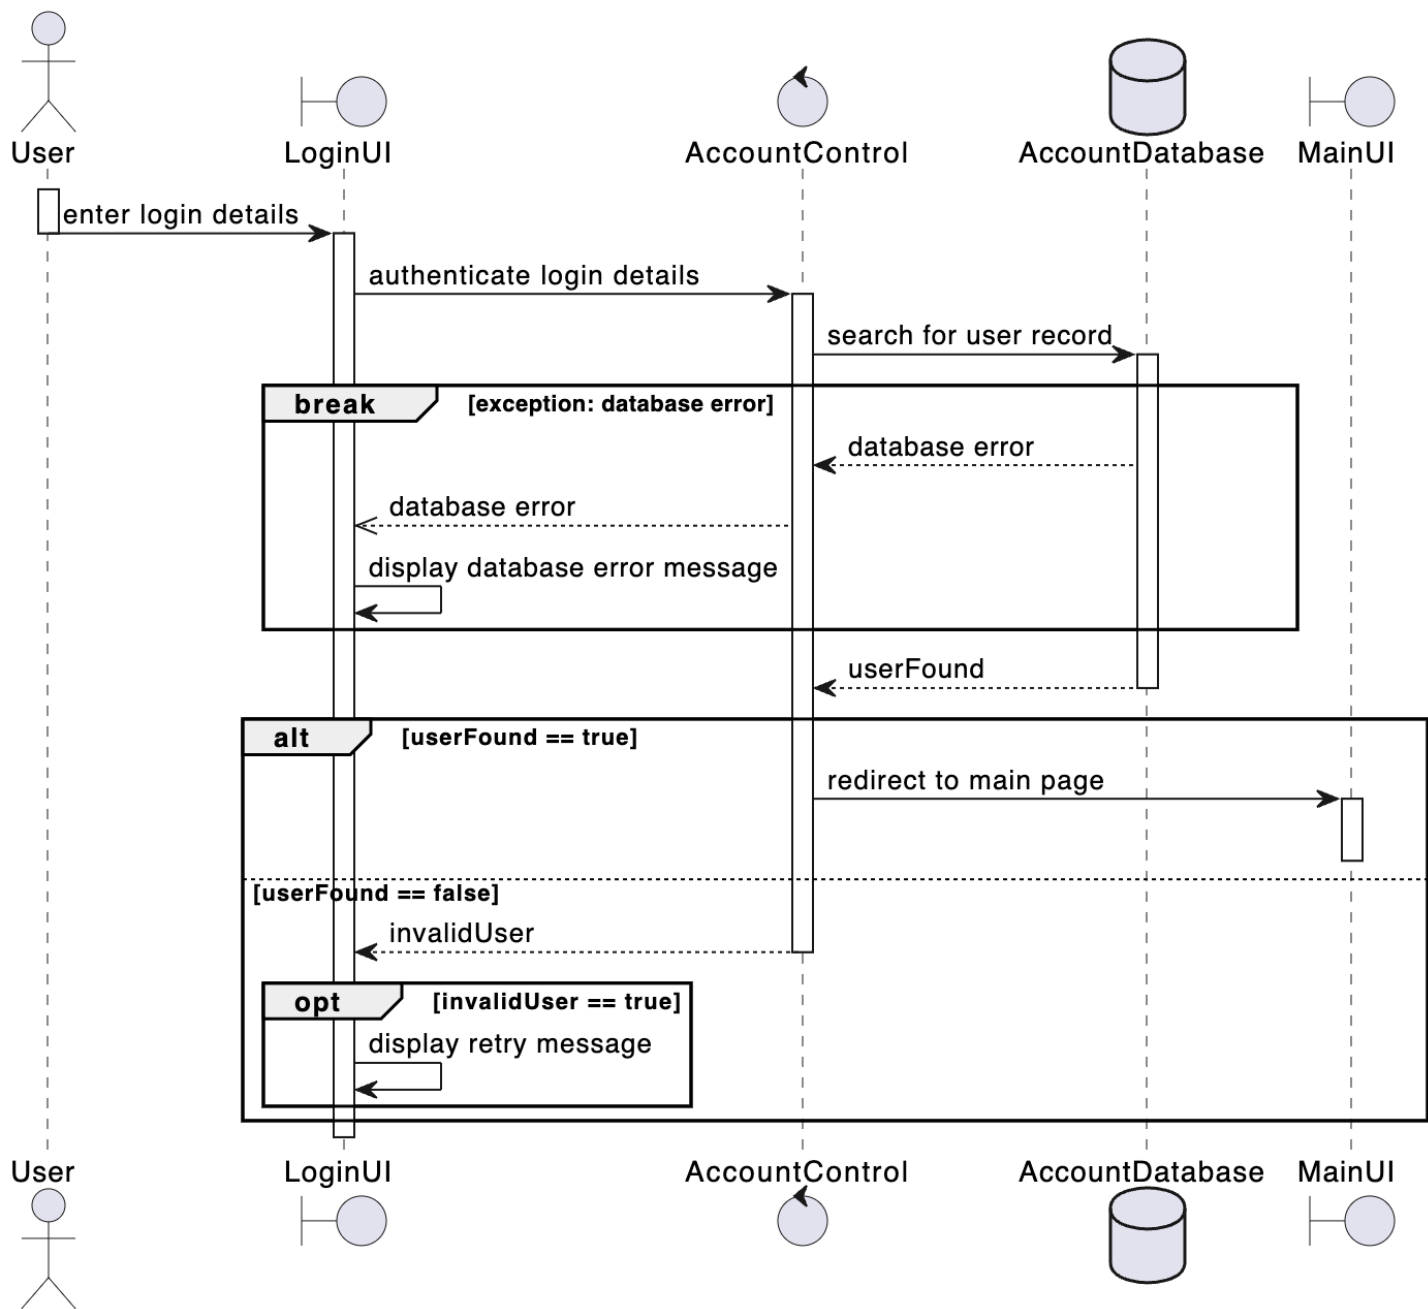 User
LoginUI
AccountControl
AccountDatabase
MainUI
enter login details
authenticate login details
search for user record
break
[exception: database error]
database error
database error
display database error message
userFound
alt
[userFound == true]
redirect to main page
[userFound == false]
invalidUser
opt
[invalidUser == true]
display retry message
User
LoginUI
AccountControl
AccountDatabase
MainUI